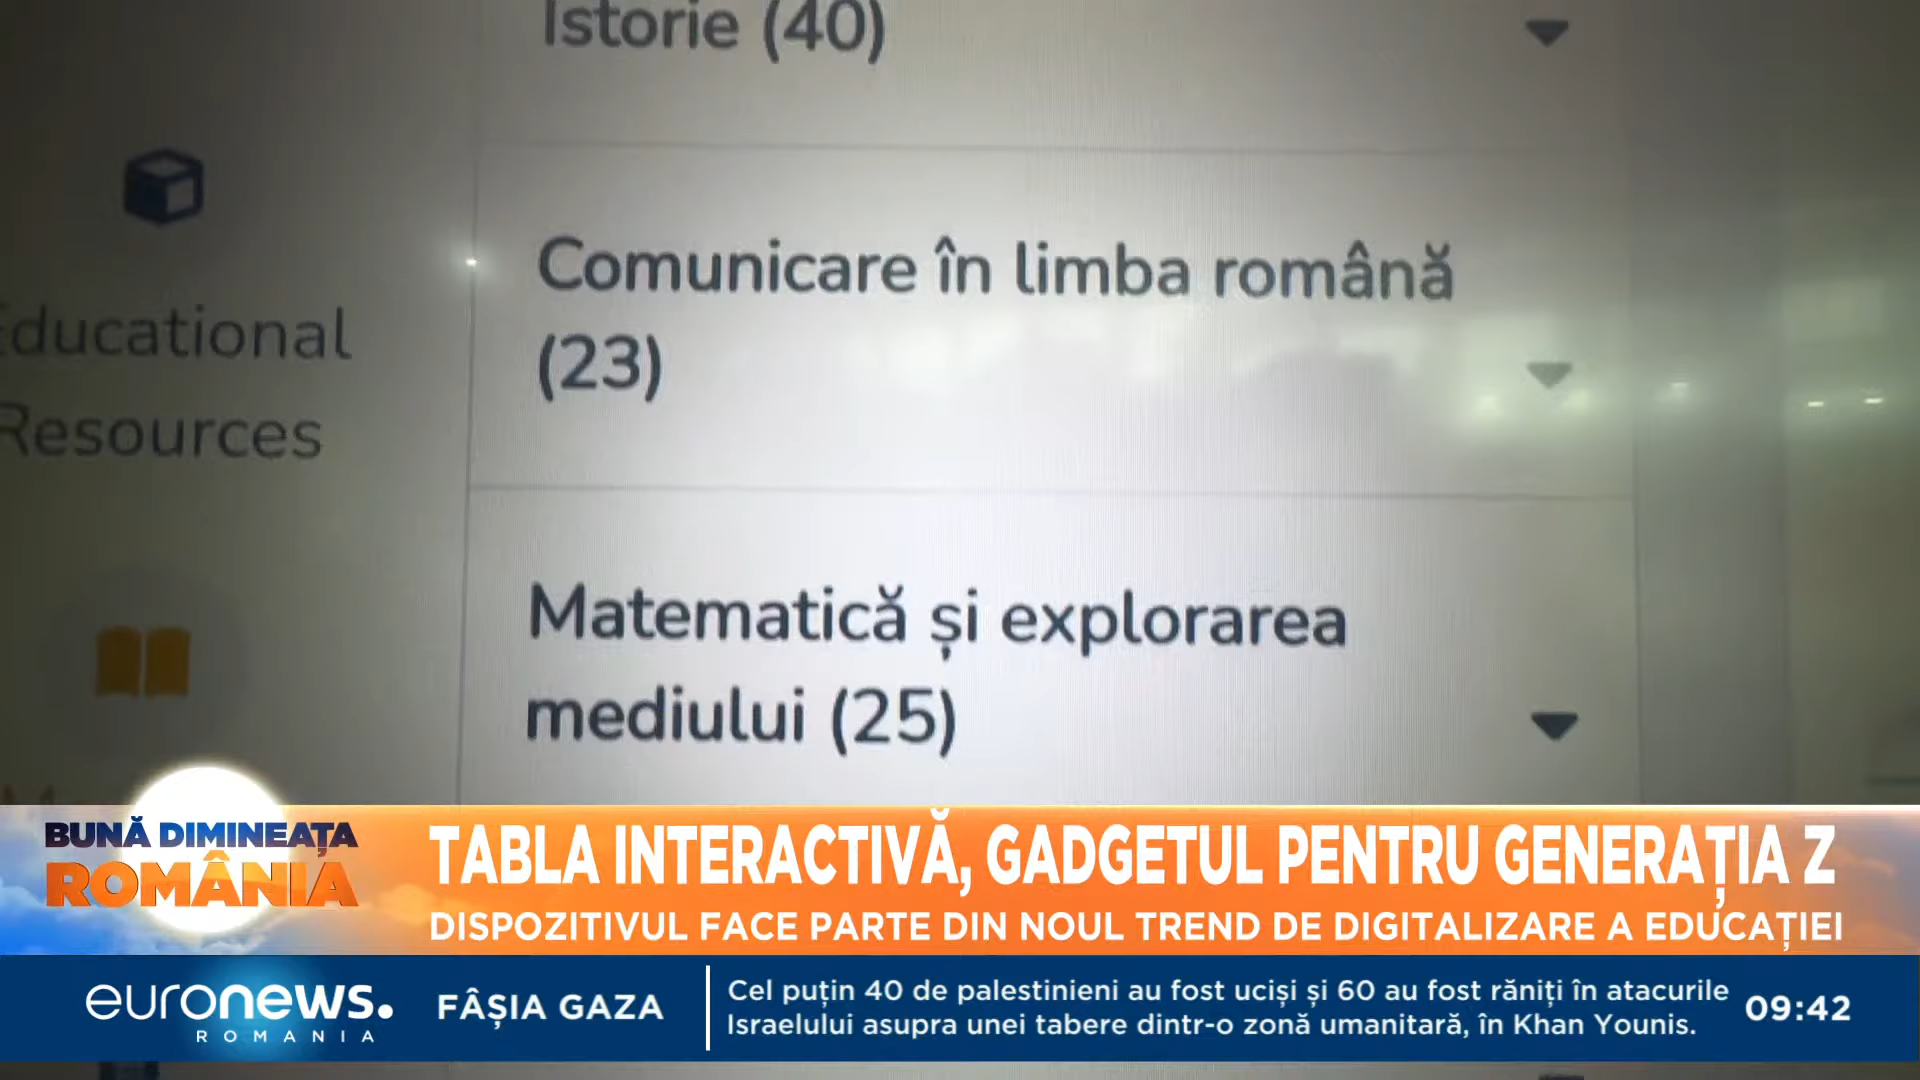 Istorie (40)
Educational
Resources
Comunicare în limba română
(23)
Matematică și explorarea
mediului (25)
BUNĂ DIMINEAȚA
ROMÂNIA
TABLA INTERACTIVĂ, GADGETUL PENTRU GENERAȚIA Z
DISPOZITIVUL FACE PARTE DIN NOUL TREND DE DIGITALIZARE A EDUCAȚIEI
euronews.
ROMANIA
FÂȘIA GAZA
Cel puțin 40 de palestinieni au fost uciși și 60 au fost răniți în atacurile
Israelului asupra unei tabere dintr-o zonă umanitară, în Khan Younis.
09:42